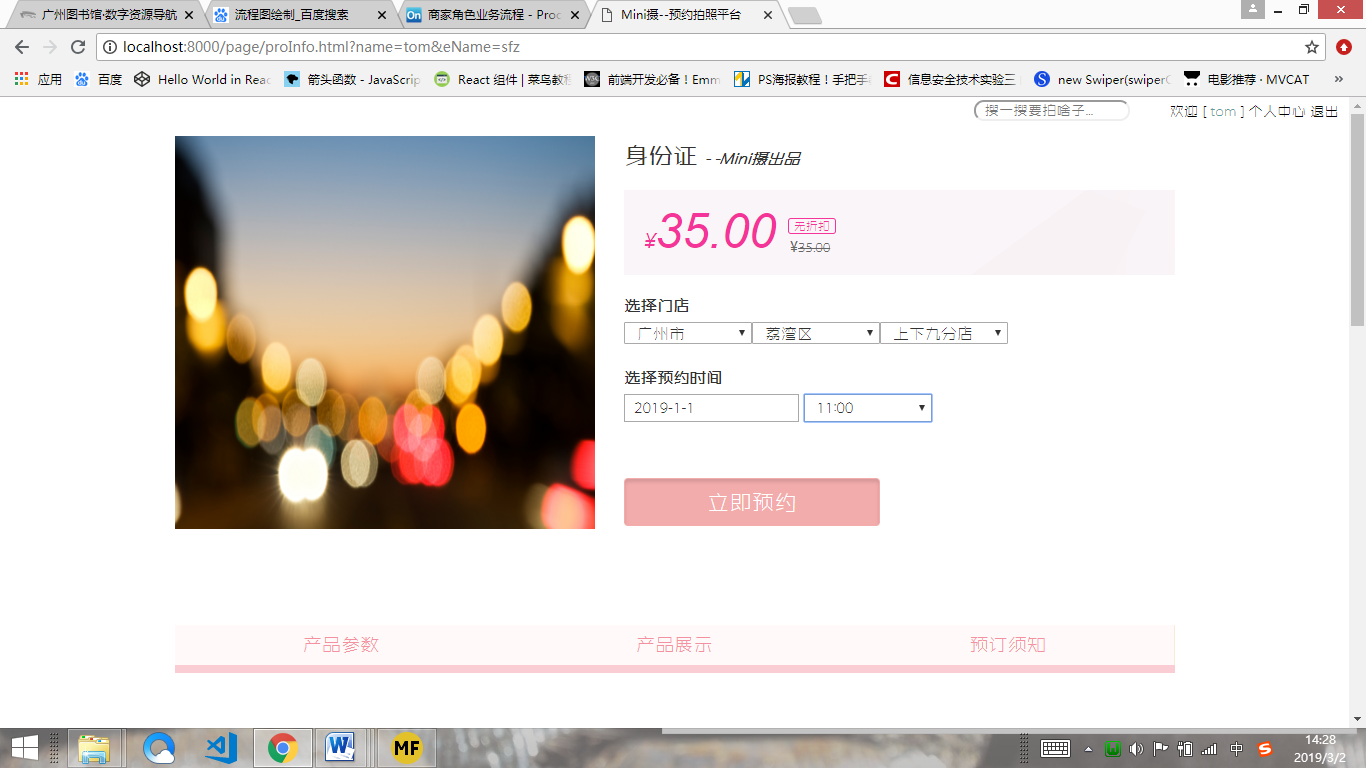 广州图书馆·数字资源导航
流程图绘制_百度搜索
On 商家角色业务流程 - Proc
Mini摄--预约拍照平台
localhost:8000/page/proInfo.html?name=tom&eName=sfz
应用 百度 Hello World in Reac 箭头函数 - JavaScrip React 组件 | 菜鸟教程 前端开发必备！Emm PS海报教程！手把手 信息安全技术实验三 new Swiper(swiperC 电影推荐 · MVCAT »
搜一搜要拍啥子... 欢迎 [ tom ] 个人中心 退出
身份证 - -Mini摄出品
¥35.00 无折扣
¥35.00
选择门店
广州市 荔湾区 上下九分店
选择预约时间
2019-1-1 11:00
立即预约
产品参数 产品展示 预订须知
MF 中 14:28
2019/3/2